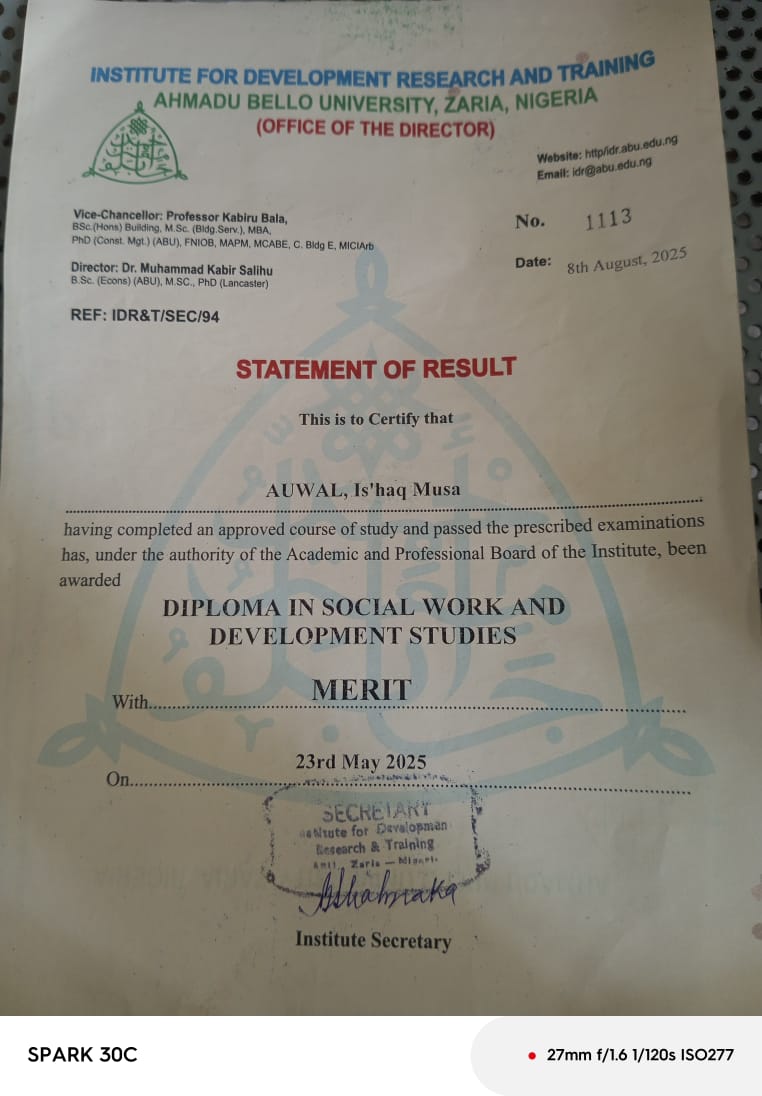 INSTITUTE FOR DEVELOPMENT RESEARCH AND TRAINING
AHMADU BELLO UNIVERSITY, ZARIA, NIGERIA
(OFFICE OF THE DIRECTOR)
Website: http/idr.abu.edu.ng
Email: idr@abu.edu.ng
Vice-Chancellor: Professor Kabiru Bala,
BSc.(Hons) Building, M.Sc. (Bldg.Serv.), MBA,
PhD (Const. Mgt.) (ABU), FNIOB, MAPM, MCABE, C. Bldg E, MICIArb
No. 1113
Director: Dr. Muhammad Kabir Salihu
B.Sc. (Econs) (ABU), M.SC., PhD (Lancaster)
Date: 8th August, 2025
REF: IDR&T/SEC/94
STATEMENT OF RESULT
This is to Certify that
AUWAL, Is'haq Musa
having completed an approved course of study and passed the prescribed examinations
has, under the authority of the Academic and Professional Board of the Institute, been
awarded
DIPLOMA IN SOCIAL WORK AND
DEVELOPMENT STUDIES
With MERIT
On 23rd May 2025
SECRETARY
for Developmen
Research & Training
Zaria
Institute Secretary
SPARK 30C
27mm f/1.6 1/120s ISO277